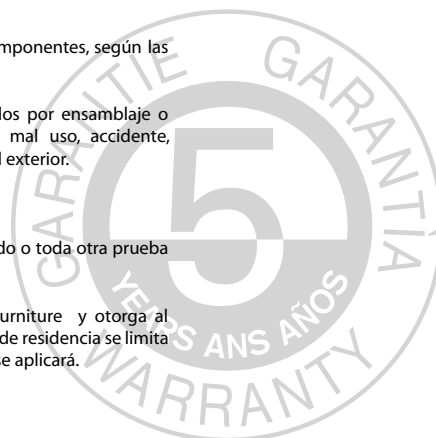 mponentes, según las
los por ensamblaje o
mal uso, accidente,
l exterior.
do o toda otra prueba
urniture y otorga al
de residencia se limita
se aplicará.
GARANTIE
GARANTÍA
5
YEARS ANS AÑOS
WARRANTY